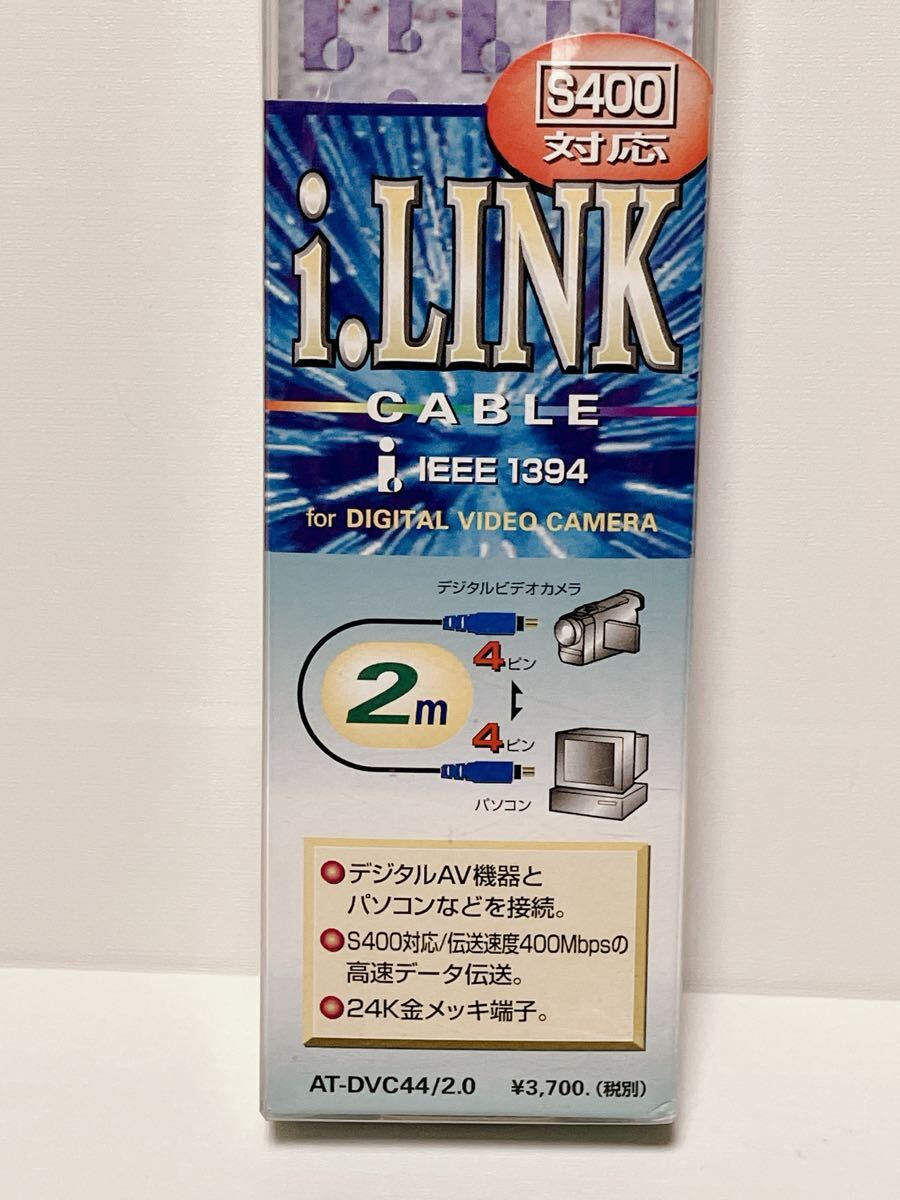 S400
対応
i.LINK
CABLE
i. IEEE 1394
for DIGITAL VIDEO CAMERA
デジタルビデオカメラ
4ピン
2m
4ピン
パソコン
●デジタルAV機器と
パソコンなどを接続。
●S400対応/伝送速度400Mbpsの
高速データ伝送。
●24K金メッキ端子。
AT-DVC44/2.0 ¥3,700.(税別)